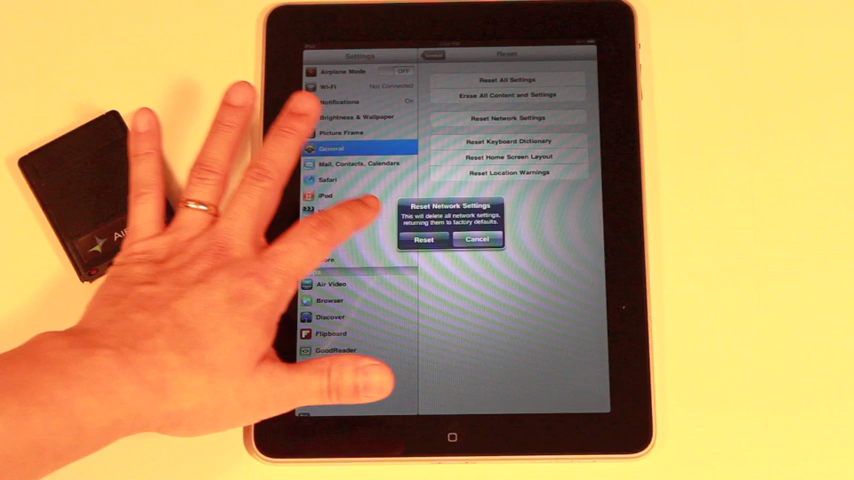 Settings
Reset
Airplane Mode OFF
Wi-Fi Not Connected
Notifications On
Brightness & Wallpaper
Picture Frame
General
Mail, Contacts, Calendars
Safari
iPod
Air Video
Browser
Discover
Flipboard
GoodReader
Reset All Settings
Erase All Content and Settings
Reset Network Settings
Reset Keyboard Dictionary
Reset Home Screen Layout
Reset Location Warnings
Reset Network Settings
This will delete all network settings,
returning them to factory defaults.
Reset
Cancel